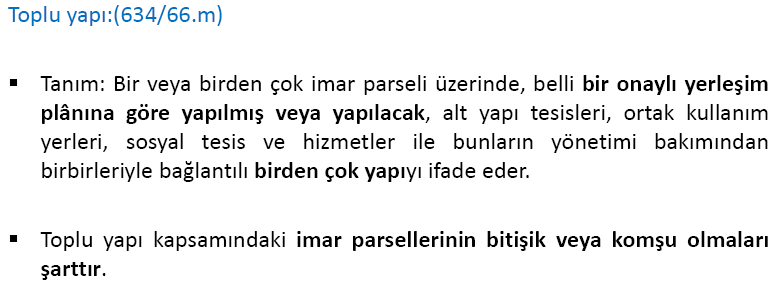 Toplu yapı:(634/66.m)
▪ Tanım: Bir veya birden çok imar parseli üzerinde, belli bir onaylı yerleşim
plânına göre yapılmış veya yapılacak, alt yapı tesisleri, ortak kullanım
yerleri, sosyal tesis ve hizmetler ile bunların yönetimi bakımından
birbirleriyle bağlantılı birden çok yapıyı ifade eder.
▪ Toplu yapı kapsamındaki imar parsellerinin bitişik veya komşu olmaları
şarttır.